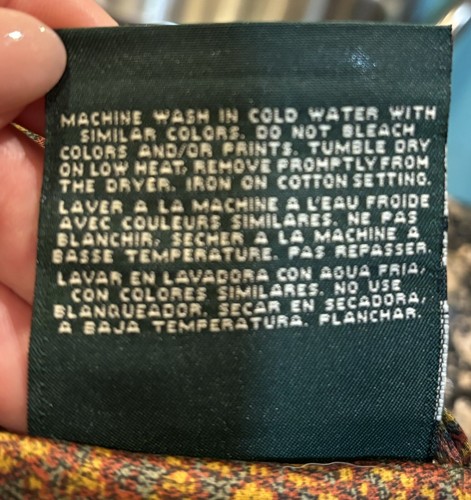 MACHINE WASH IN COLD WATER WITH
SIMILAR COLORS. DO NOT BLEACH
COLORS AND/OR PRINTS. TUMBLE DRY
ON LOW HEAT, REMOVE PROMPTLY FROM
THE DRYER. IRON ON COTTON SETTING.
LAVER A LA MACHINE A L'EAU FROIDE
AVEC COULEURS SIMILARES. NE PAS
BLANCHIR, SECHER A LA MACHINE A
BASSE TEMPERATURE. PAS REPASSER.
LAVAR EN LAVADORA CON AGUA FRIA,
CON COLORES SIMILARES. NO USE
BLANQUEADOR. SECAR EN SECADORA,
A BAJA TEMPERATURA. PLANCHAR.